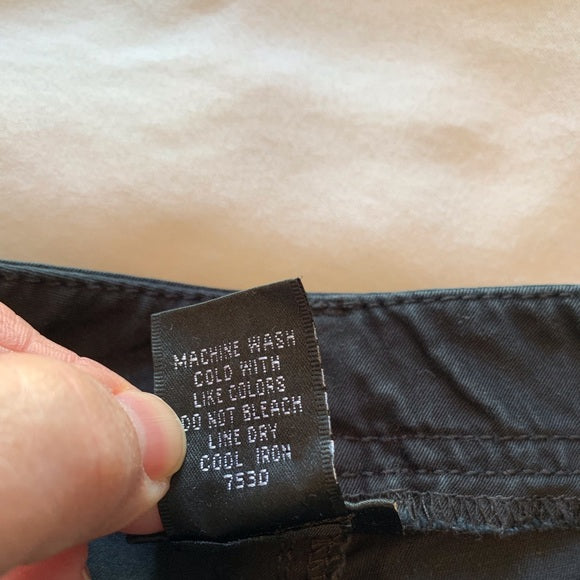 MACHINE WASH
COLD WITH
LIKE COLORS
DO NOT BLEACH
LINE DRY
COOL IRON
7530